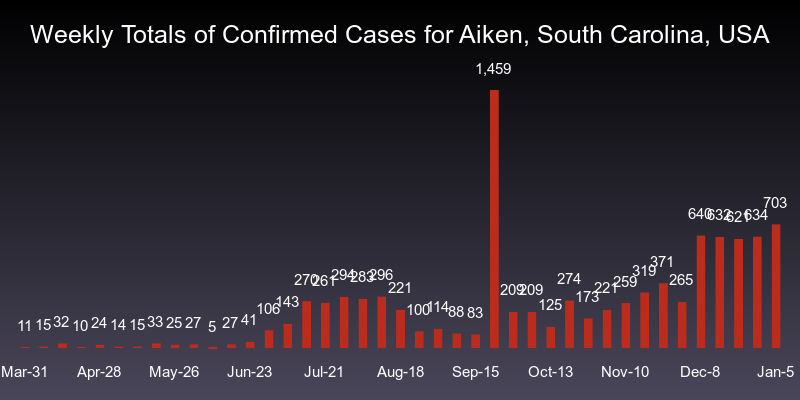 Weekly Totals of Confirmed Cases for Aiken, South Carolina, USA
1,459
11 15 32 10 24 14 15 33 25 27 5 27 41 106 143 270 261 294 283 296 221 100 114 88 83 209 209 125 274 173 221 259 319 371 265 640 632 621 634 703
Mar-31 Apr-28 May-26 Jun-23 Jul-21 Aug-18 Sep-15 Oct-13 Nov-10 Dec-8 Jan-5